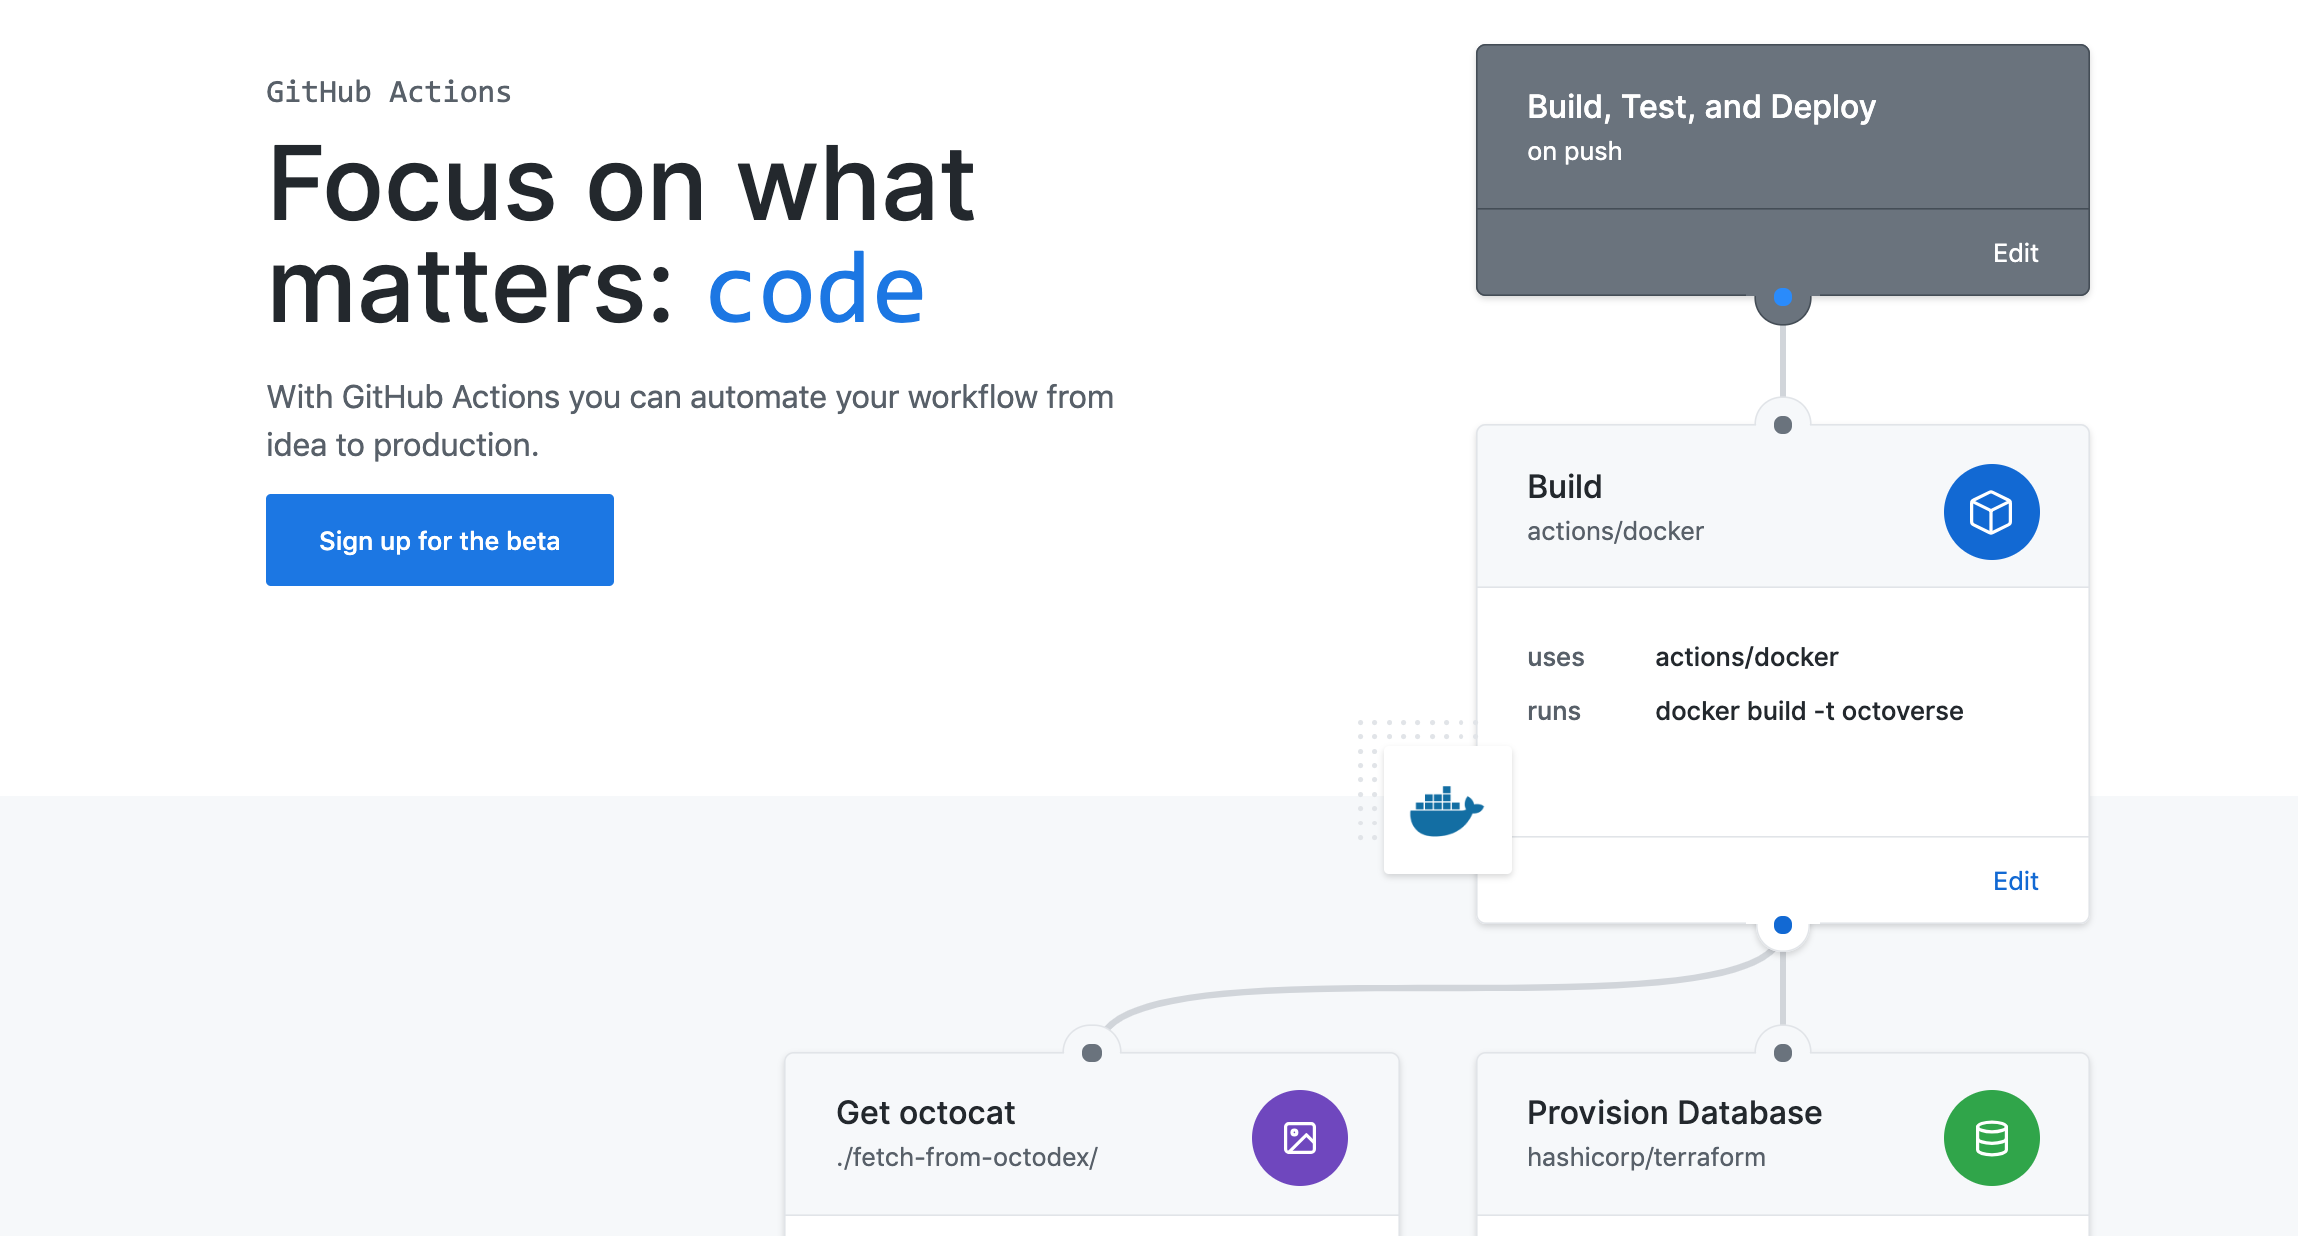 GitHub Actions
Focus on what
matters: code
With GitHub Actions you can automate your workflow from
idea to production.
Sign up for the beta
Build, Test, and Deploy
on push
Edit
Build
actions/docker
uses actions/docker
runs docker build -t octoverse
Edit
Get octocat
./fetch-from-octodex/
Provision Database
hashicorp/terraform